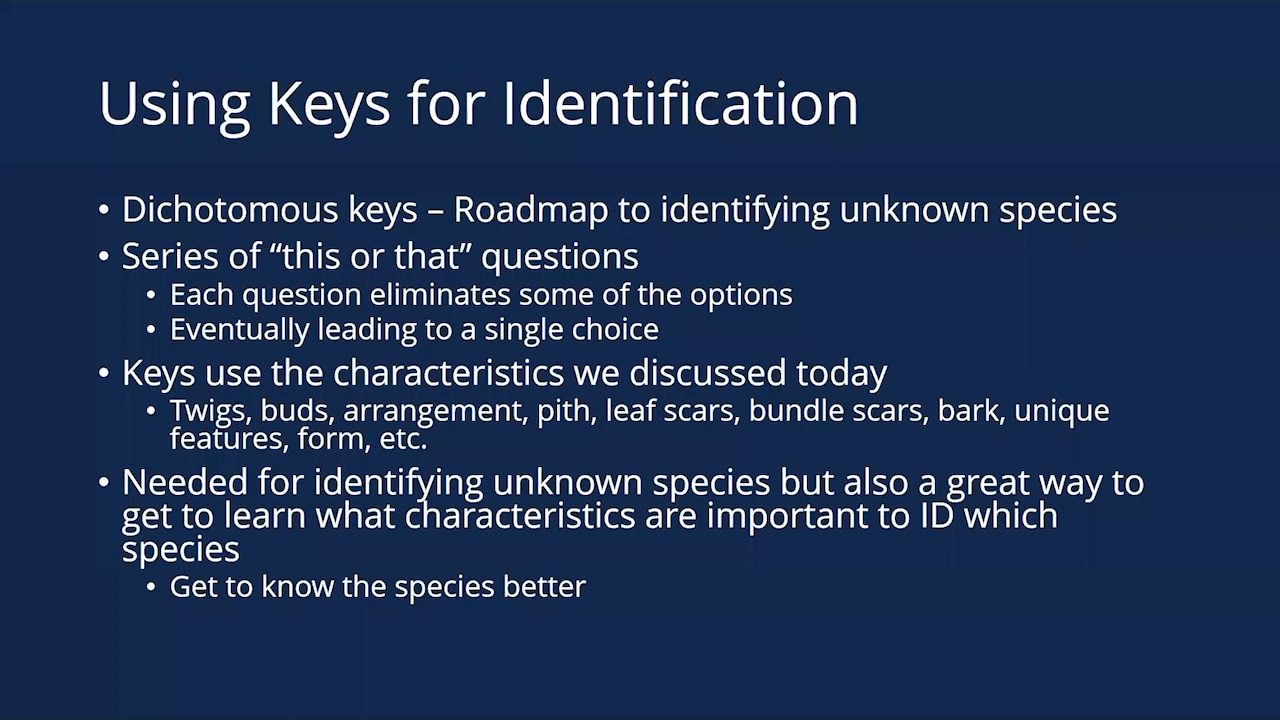 Using Keys for Identification
• Dichotomous keys – Roadmap to identifying unknown species
• Series of “this or that” questions
• Each question eliminates some of the options
• Eventually leading to a single choice
• Keys use the characteristics we discussed today
• Twigs, buds, arrangement, pith, leaf scars, bundle scars, bark, unique
features, form, etc.
• Needed for identifying unknown species but also a great way to
get to learn what characteristics are important to ID which
species
• Get to know the species better